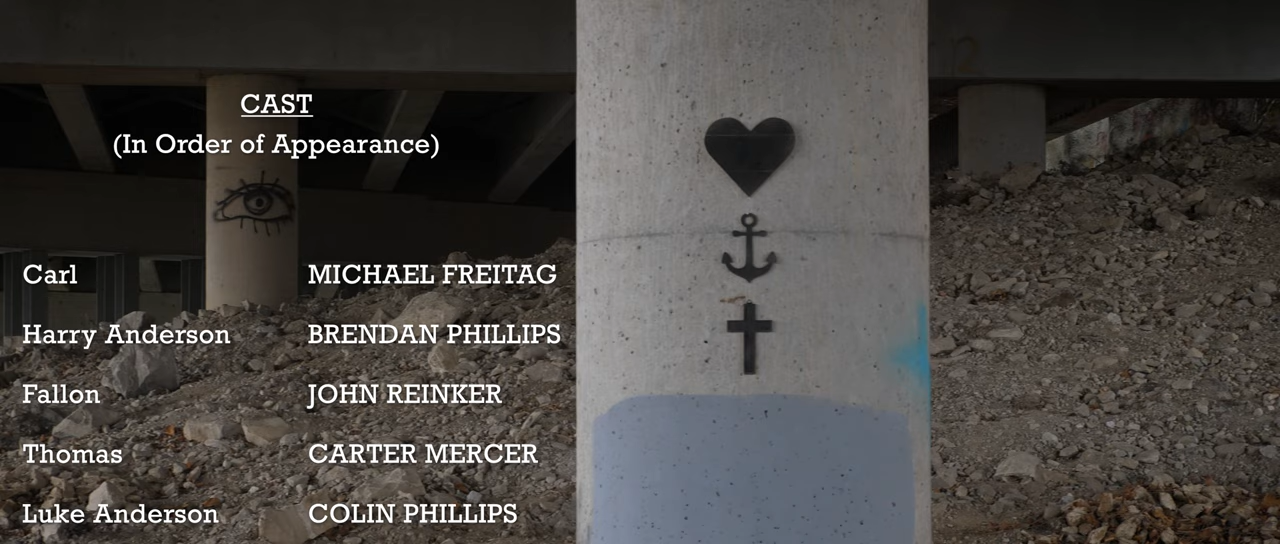 CAST
(In Order of Appearance)
Carl MICHAEL FREITAG
Harry Anderson BRENDAN PHILLIPS
Fallon JOHN REINKER
Thomas CARTER MERCER
Luke Anderson COLIN PHILLIPS